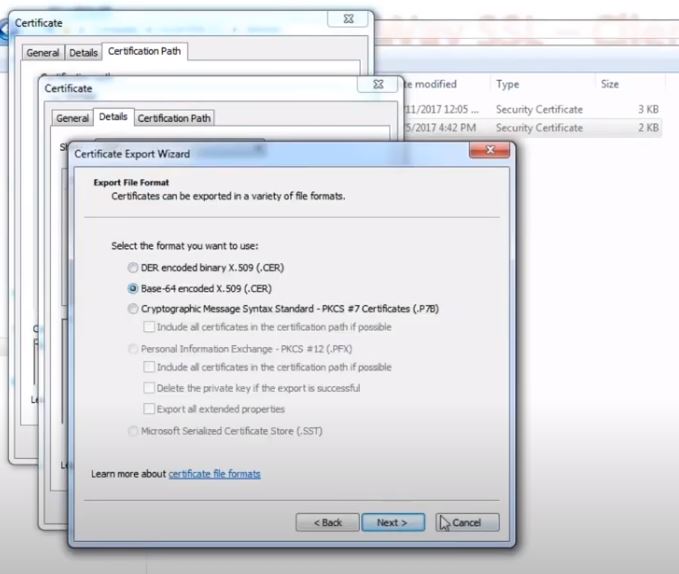 Way SSL - Clien
Certificate
General Details Certification Path
Certificate
General Details Certification Path
te modified Type Size
11/2017 12:05 ... Security Certificate 3 KB
5/2017 4:42 PM Security Certificate 2 KB
Certificate Export Wizard
Export File Format
Certificates can be exported in a variety of file formats.
Select the format you want to use:
DER encoded binary X.509 (.CER)
Base-64 encoded X.509 (.CER)
Cryptographic Message Syntax Standard - PKCS #7 Certificates (.P7B)
Include all certificates in the certification path if possible
Personal Information Exchange - PKCS #12 (.PFX)
Include all certificates in the certification path if possible
Delete the private key if the export is successful
Export all extended properties
Microsoft Serialized Certificate Store (.SST)
Learn more about certificate file formats
< Back Next > Cancel